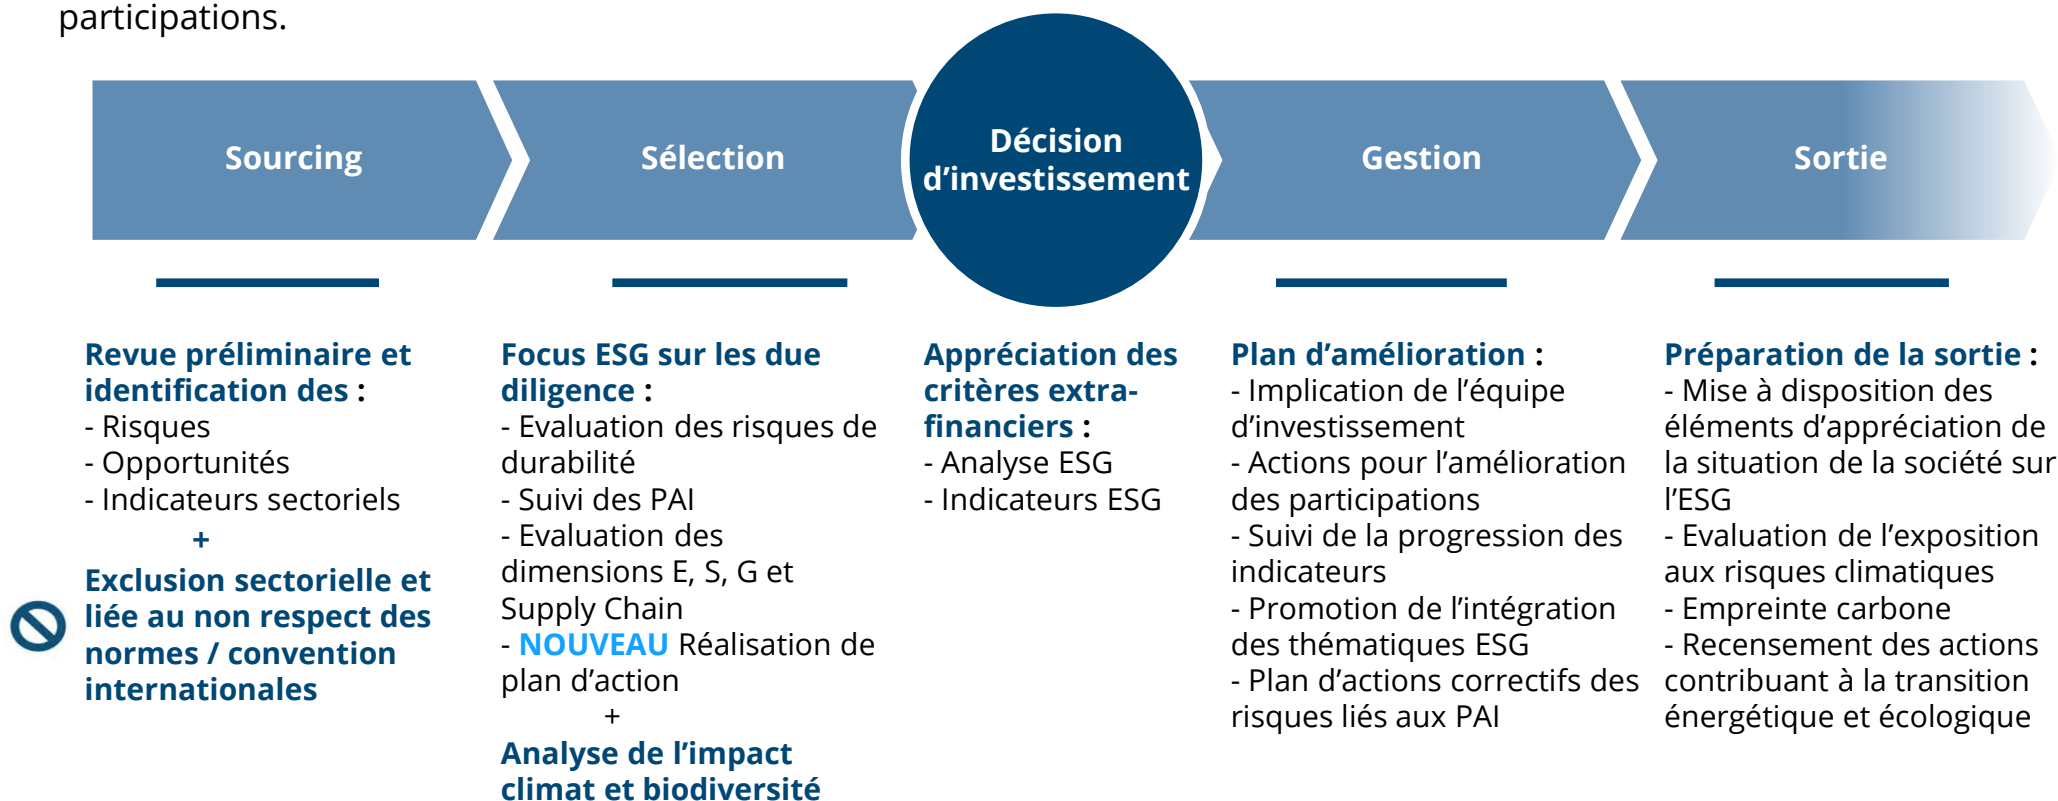 participations.
Sourcing
Sélection
Décision
d’investissement
Gestion
Sortie
Revue préliminaire et
identification des :
- Risques
- Opportunités
- Indicateurs sectoriels
+
Exclusion sectorielle et
liée au non respect des
normes / convention
internationales
Focus ESG sur les due
diligence :
- Evaluation des risques de
durabilité
- Suivi des PAI
- Evaluation des
dimensions E, S, G et
Supply Chain
- NOUVEAU Réalisation de
plan d’action
+
Analyse de l’impact
climat et biodiversité
Appréciation des
critères extra-
financiers :
- Analyse ESG
- Indicateurs ESG
Plan d’amélioration :
- Implication de l’équipe
d’investissement
- Actions pour l’amélioration
des participations
- Suivi de la progression des
indicateurs
- Promotion de l’intégration
des thématiques ESG
- Plan d’actions correctifs des
risques liés aux PAI
Préparation de la sortie :
- Mise à disposition des
éléments d’appréciation de
la situation de la société sur
l’ESG
- Evaluation de l’exposition
aux risques climatiques
- Empreinte carbone
- Recensement des actions
contribuant à la transition
énergétique et écologique